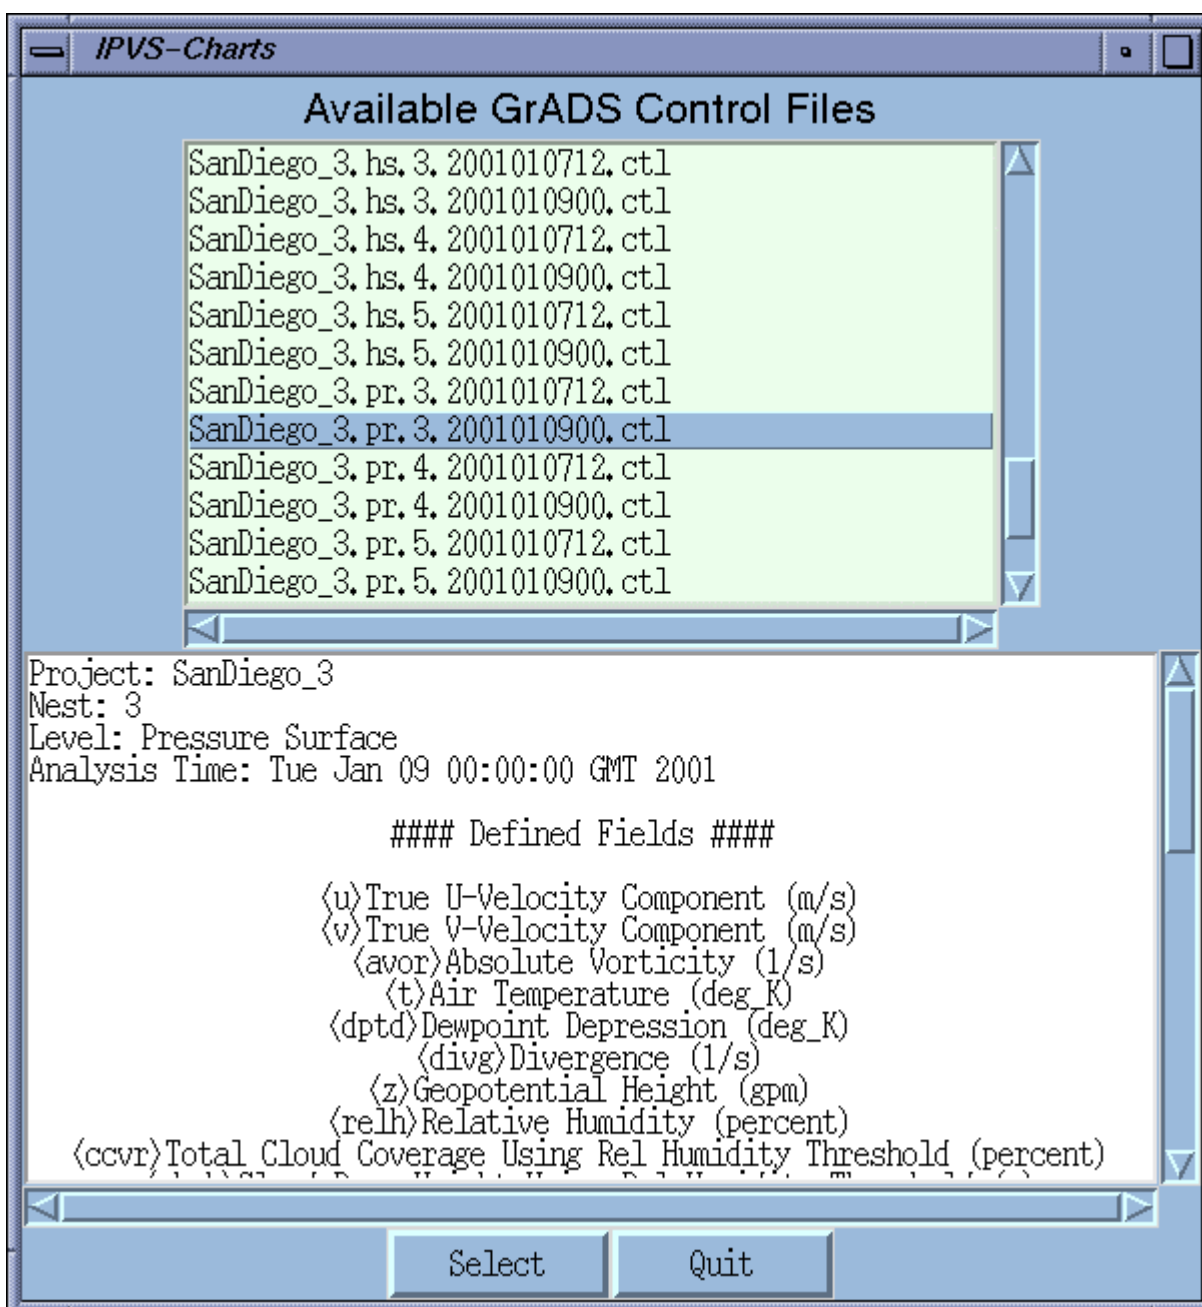 IPVS-Charts
Available GrADS Control Files
SanDiego_3.hs.3.2001010712.ctl
SanDiego_3.hs.3.2001010900.ctl
SanDiego_3.hs.4.2001010712.ctl
SanDiego_3.hs.4.2001010900.ctl
SanDiego_3.hs.5.2001010712.ctl
SanDiego_3.hs.5.2001010900.ctl
SanDiego_3.pr.3.2001010712.ctl
SanDiego_3.pr.3.2001010900.ctl
SanDiego_3.pr.4.2001010712.ctl
SanDiego_3.pr.4.2001010900.ctl
SanDiego_3.pr.5.2001010712.ctl
SanDiego_3.pr.5.2001010900.ctl
Project: SanDiego_3
Nest: 3
Level: Pressure Surface
Analysis Time: Tue Jan 09 00:00:00 GMT 2001
#### Defined Fields ####
<u>True U-Velocity Component (m/s)
<v>True V-Velocity Component (m/s)
<avor>Absolute Vorticity (1/s)
<t>Air Temperature (deg_K)
<dptd>Dewpoint Depression (deg_K)
<divg>Divergence (1/s)
<z>Geopotential Height (gpm)
<relh>Relative Humidity (percent)
<ccvr>Total Cloud Coverage Using Rel Humidity Threshold (percent)
Select
Quit